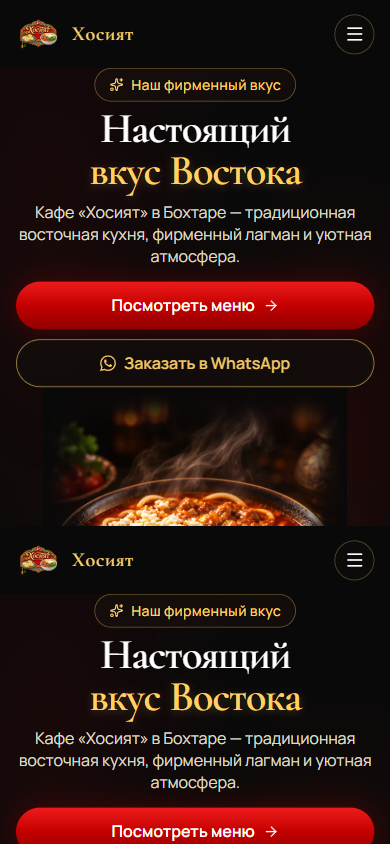 Хосият
Хосият
Наш фирменный вкус
Настоящий
вкус Востока
Кафе «Хосият» в Бохтаре — традиционная
восточная кухня, фирменный лагман и уютная
атмосфера.
Посмотреть меню →
Заказать в WhatsApp
Хосият
Хосият
Наш фирменный вкус
Настоящий
вкус Востока
Кафе «Хосият» в Бохтаре — традиционная
восточная кухня, фирменный лагман и уютная
атмосфера.
Посмотреть меню →